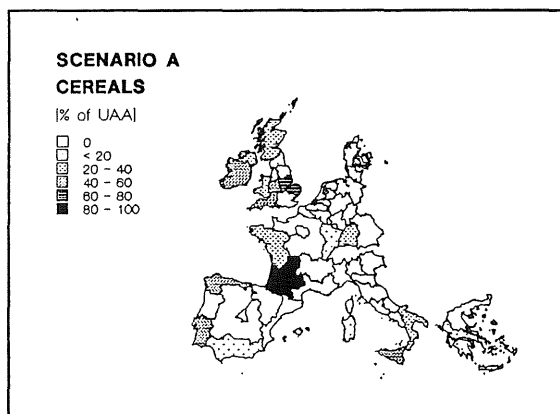 SCENARIO A
CEREALS
[% of UAA]
0
< 20
20 - 40
40 - 60
60 - 80
80 - 100